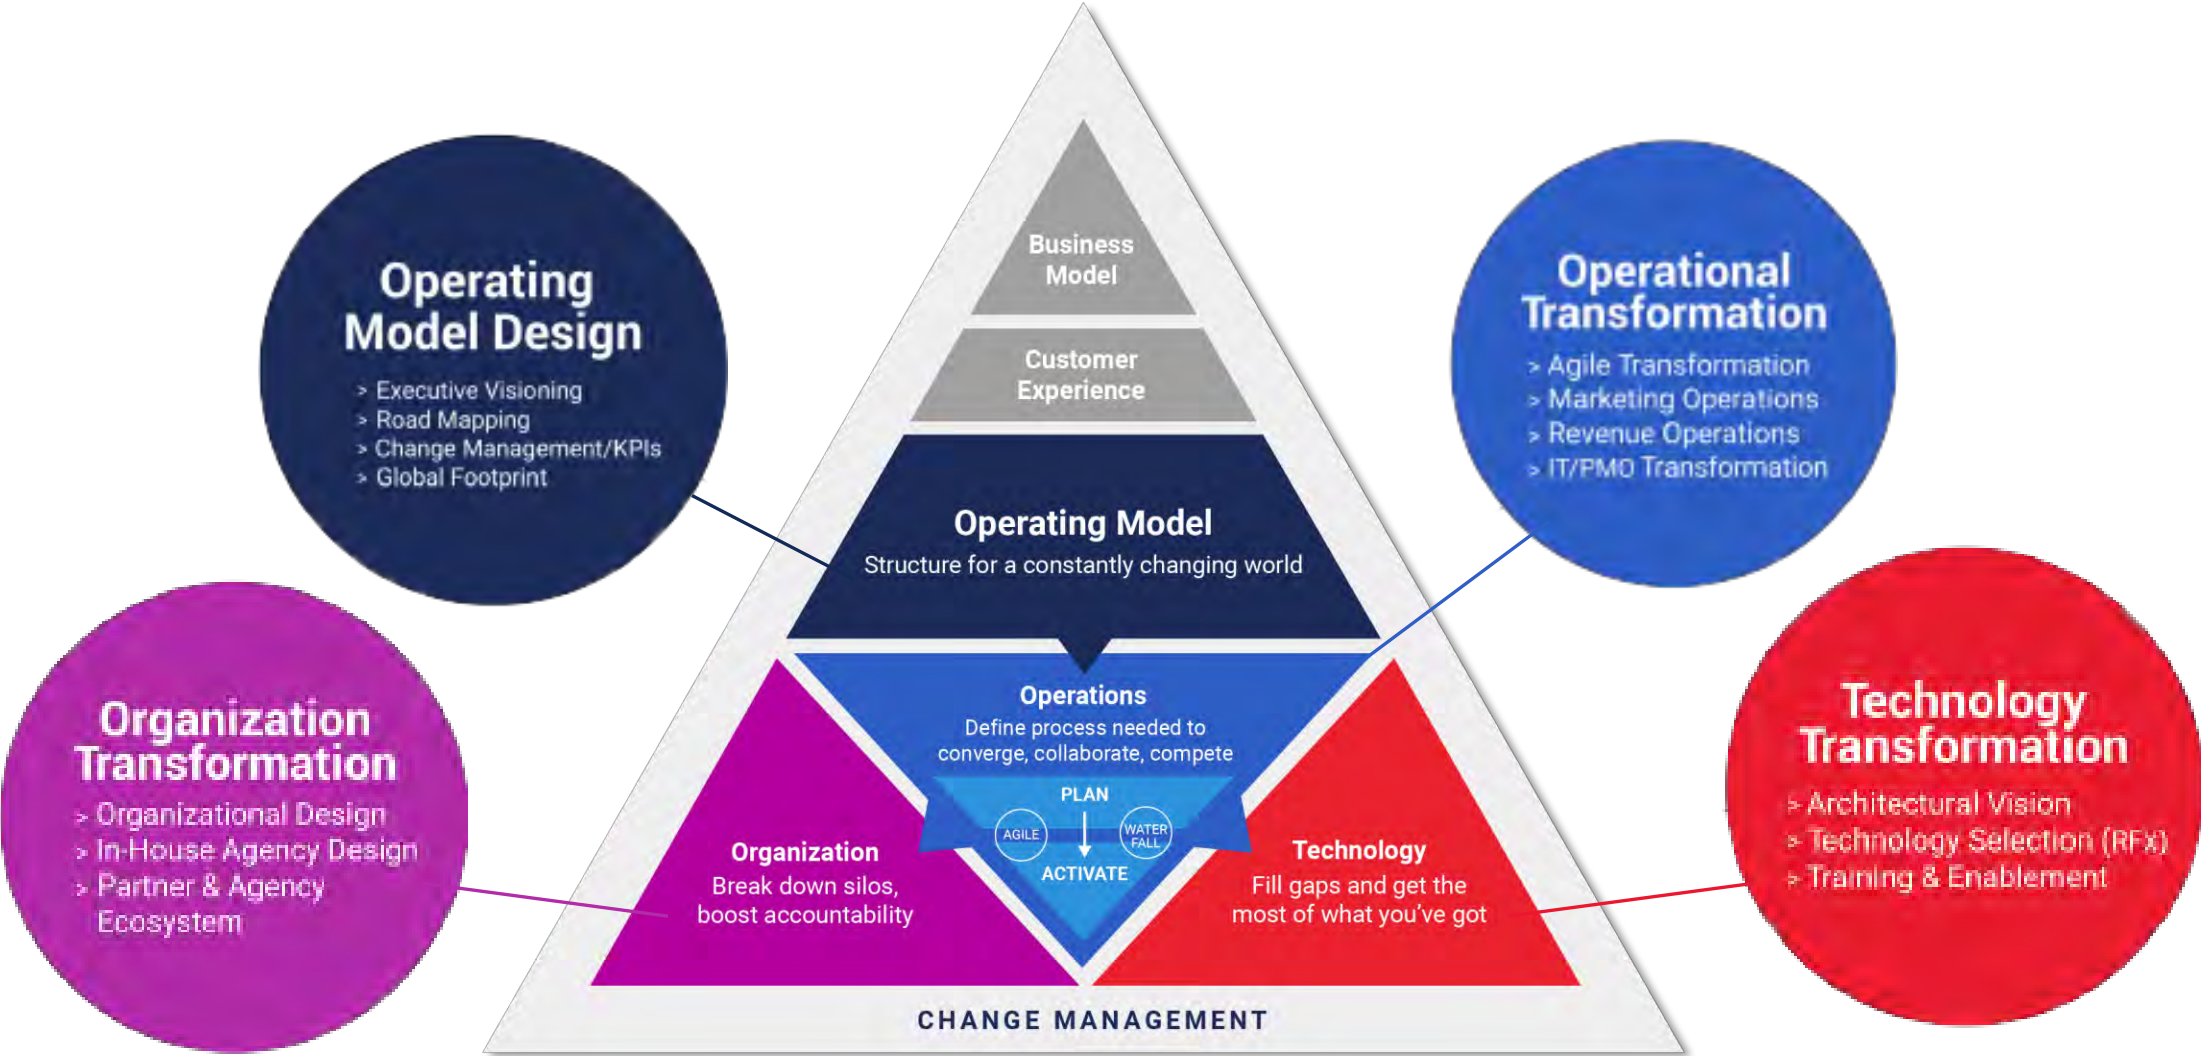 Operating
Model Design
> Executive Visioning
> Road Mapping
> Change Management/KPIs
> Global Footprint
Organization
Transformation
> Organizational Design
> In-House Agency Design
> Partner & Agency
Ecosystem
Business
Model
Customer
Experience
Operating Model
Structure for a constantly changing world
Operations
Define process needed to
converge, collaborate, compete
PLAN
AGILE
WATER
FALL
ACTIVATE
Organization
Break down silos,
boost accountability
Technology
Fill gaps and get the
most of what you've got
CHANGE MANAGEMENT
Operational
Transformation
> Agile Transformation
> Marketing Operations
> Revenue Operations
> IT/PMO Transformation
Technology
Transformation
> Architectural Vision
> Technology Selection (RFx)
> Training & Enablement